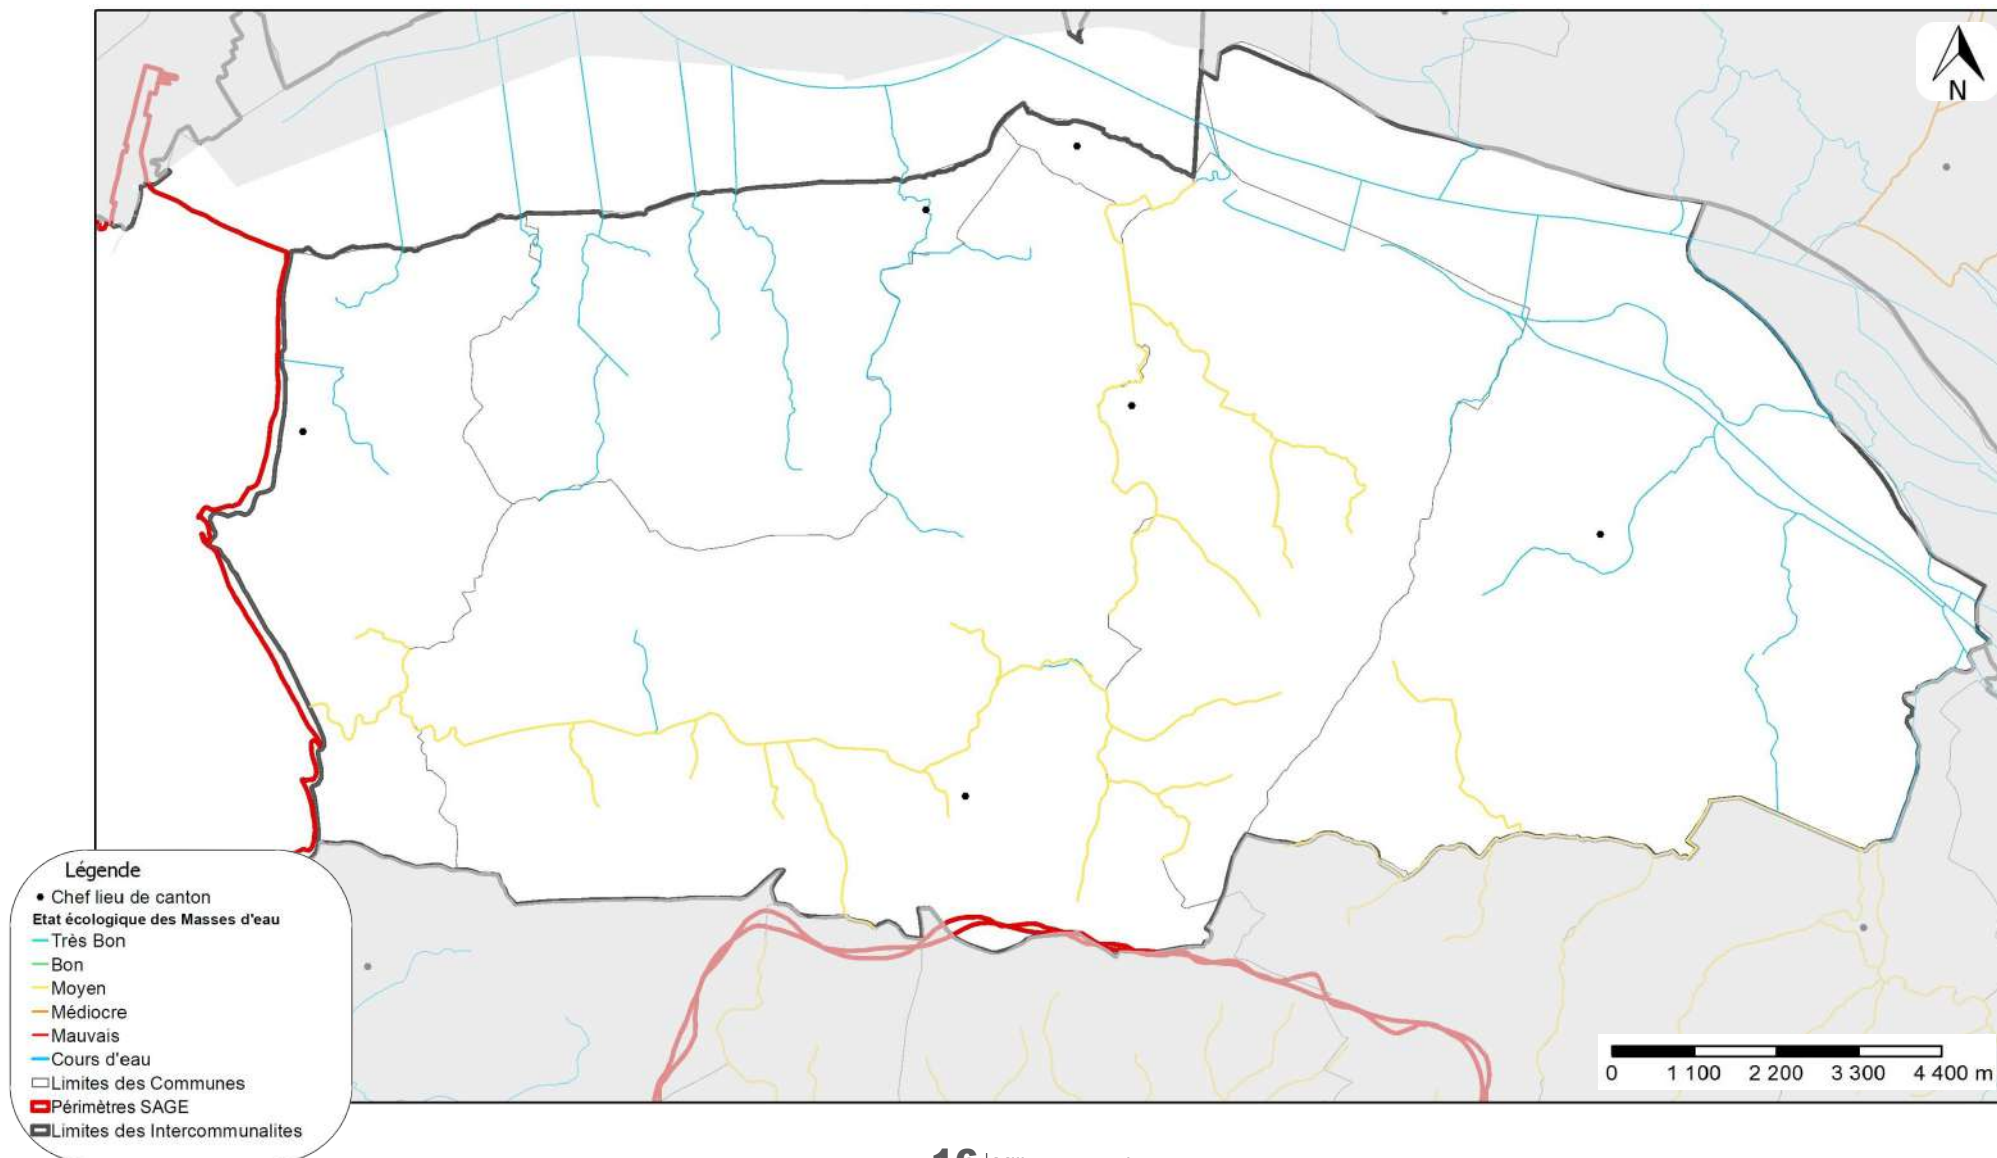 N
Légende
Chef lieu de canton
Etat écologique des Masses d'eau
Très Bon
Bon
Moyen
Médiocre
Mauvais
Cours d'eau
Limites des Communes
Périmètres SAGE
Limites des Intercommunalites
0 1 100 2 200 3 300 4 400 m
16